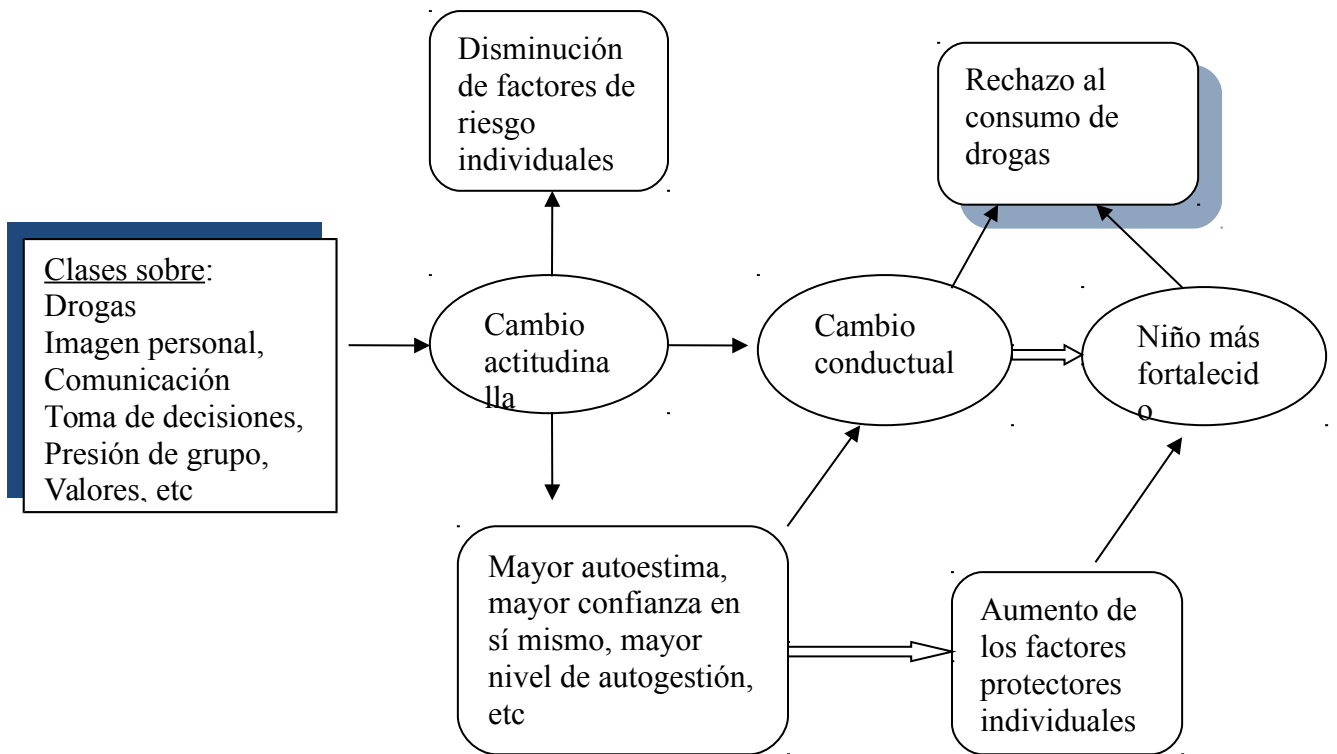 Disminución
de factores de
riesgo
individuales
Rechazo al
consumo de
drogas
Clases sobre:
Drogas
Imagen personal,
Comunicación
Toma de decisiones,
Presión de grupo,
Valores, etc
Cambio
actitudina
lla
Cambio
conductual
Niño más
fortalecid
o
Mayor autoestima,
mayor confianza en
sí mismo, mayor
nivel de autogestión,
etc
Aumento de
los factores
protectores
individuales